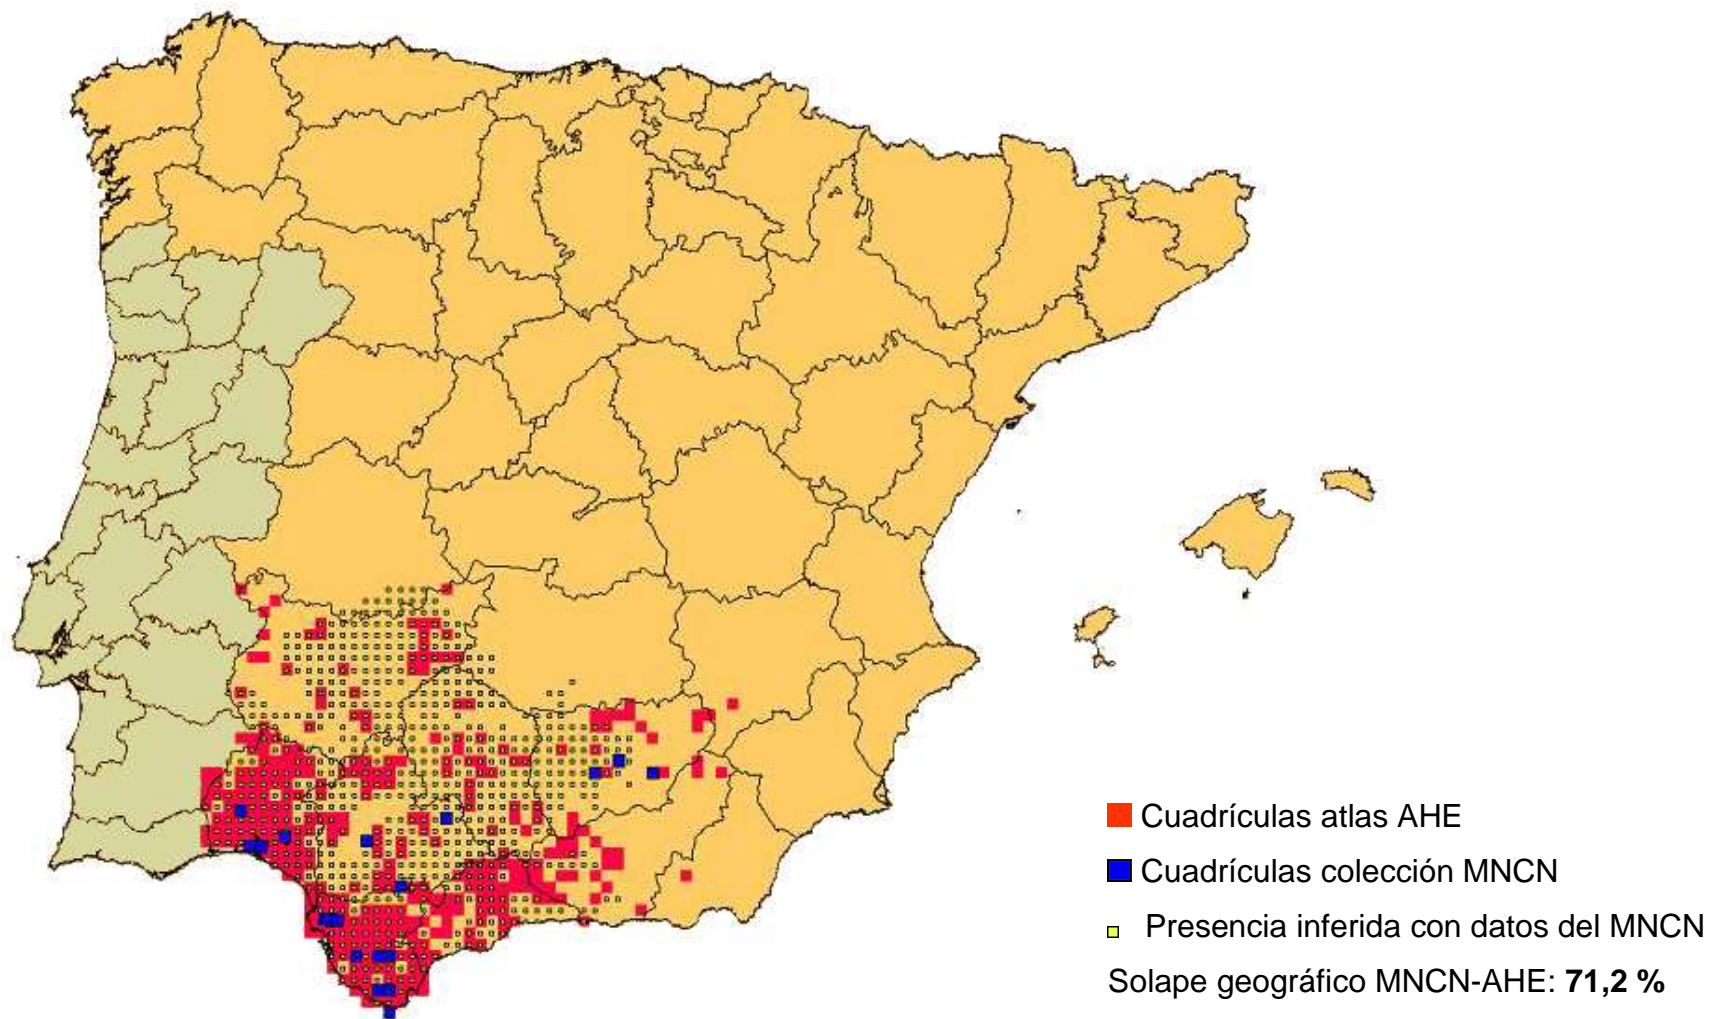 Cuadrículas atlas AHE
Cuadrículas colección MNCN
Presencia inferida con datos del MNCN
Solape geográfico MNCN-AHE: 71,2 %